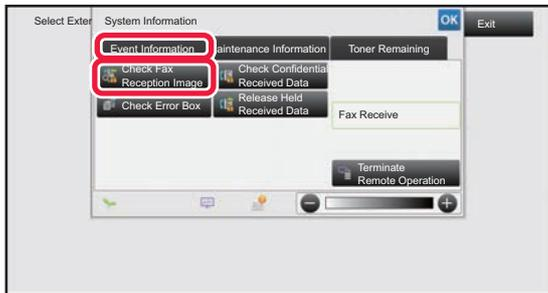 Select Exter
System Information
OK
Exit
Event Information
aintenance Information
Toner Remaining
Check Fax
Reception Image
Check Confidential
Received Data
Check Error Box
Release Held
Received Data
Fax Receive
Terminate
Remote Operation